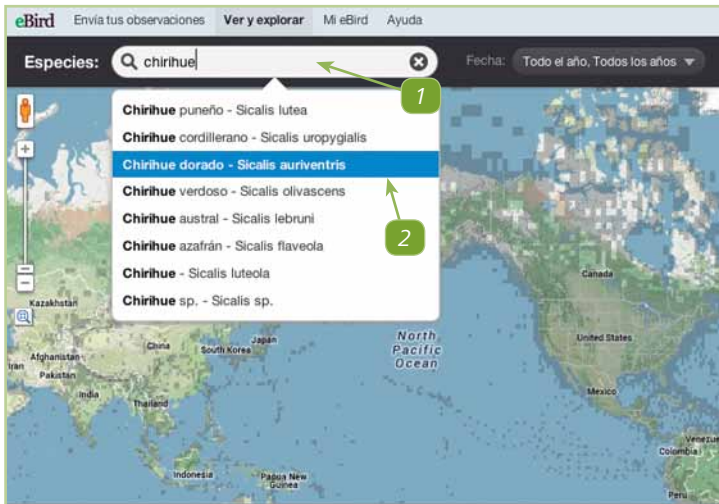 eBird Envía tus observaciones Ver y explorar Mi eBird Ayuda
Especies: chirihue Fecha: Todo el año, Todos los años
1
Chirihue puneño - Sicalis lutea
Chirihue cordillerano - Sicalis uropygialis
Chirihue dorado - Sicalis auriventris
Chirihue verdoso - Sicalis olivascens
2
Chirihue austral - Sicalis lebruni
Chirihue azafrán - Sicalis flaveola
Chirihue - Sicalis luteola
Chirihue sp. - Sicalis sp.
Canada
Kazakhstan
North
Pacific
Ocean
United States
Japan
China
South Korea
Afghanistan
Iran
Pakistan
India
Mexico
Thailand
Venezue
Colombia
Indonesia
Papua New
Guinea
Peru